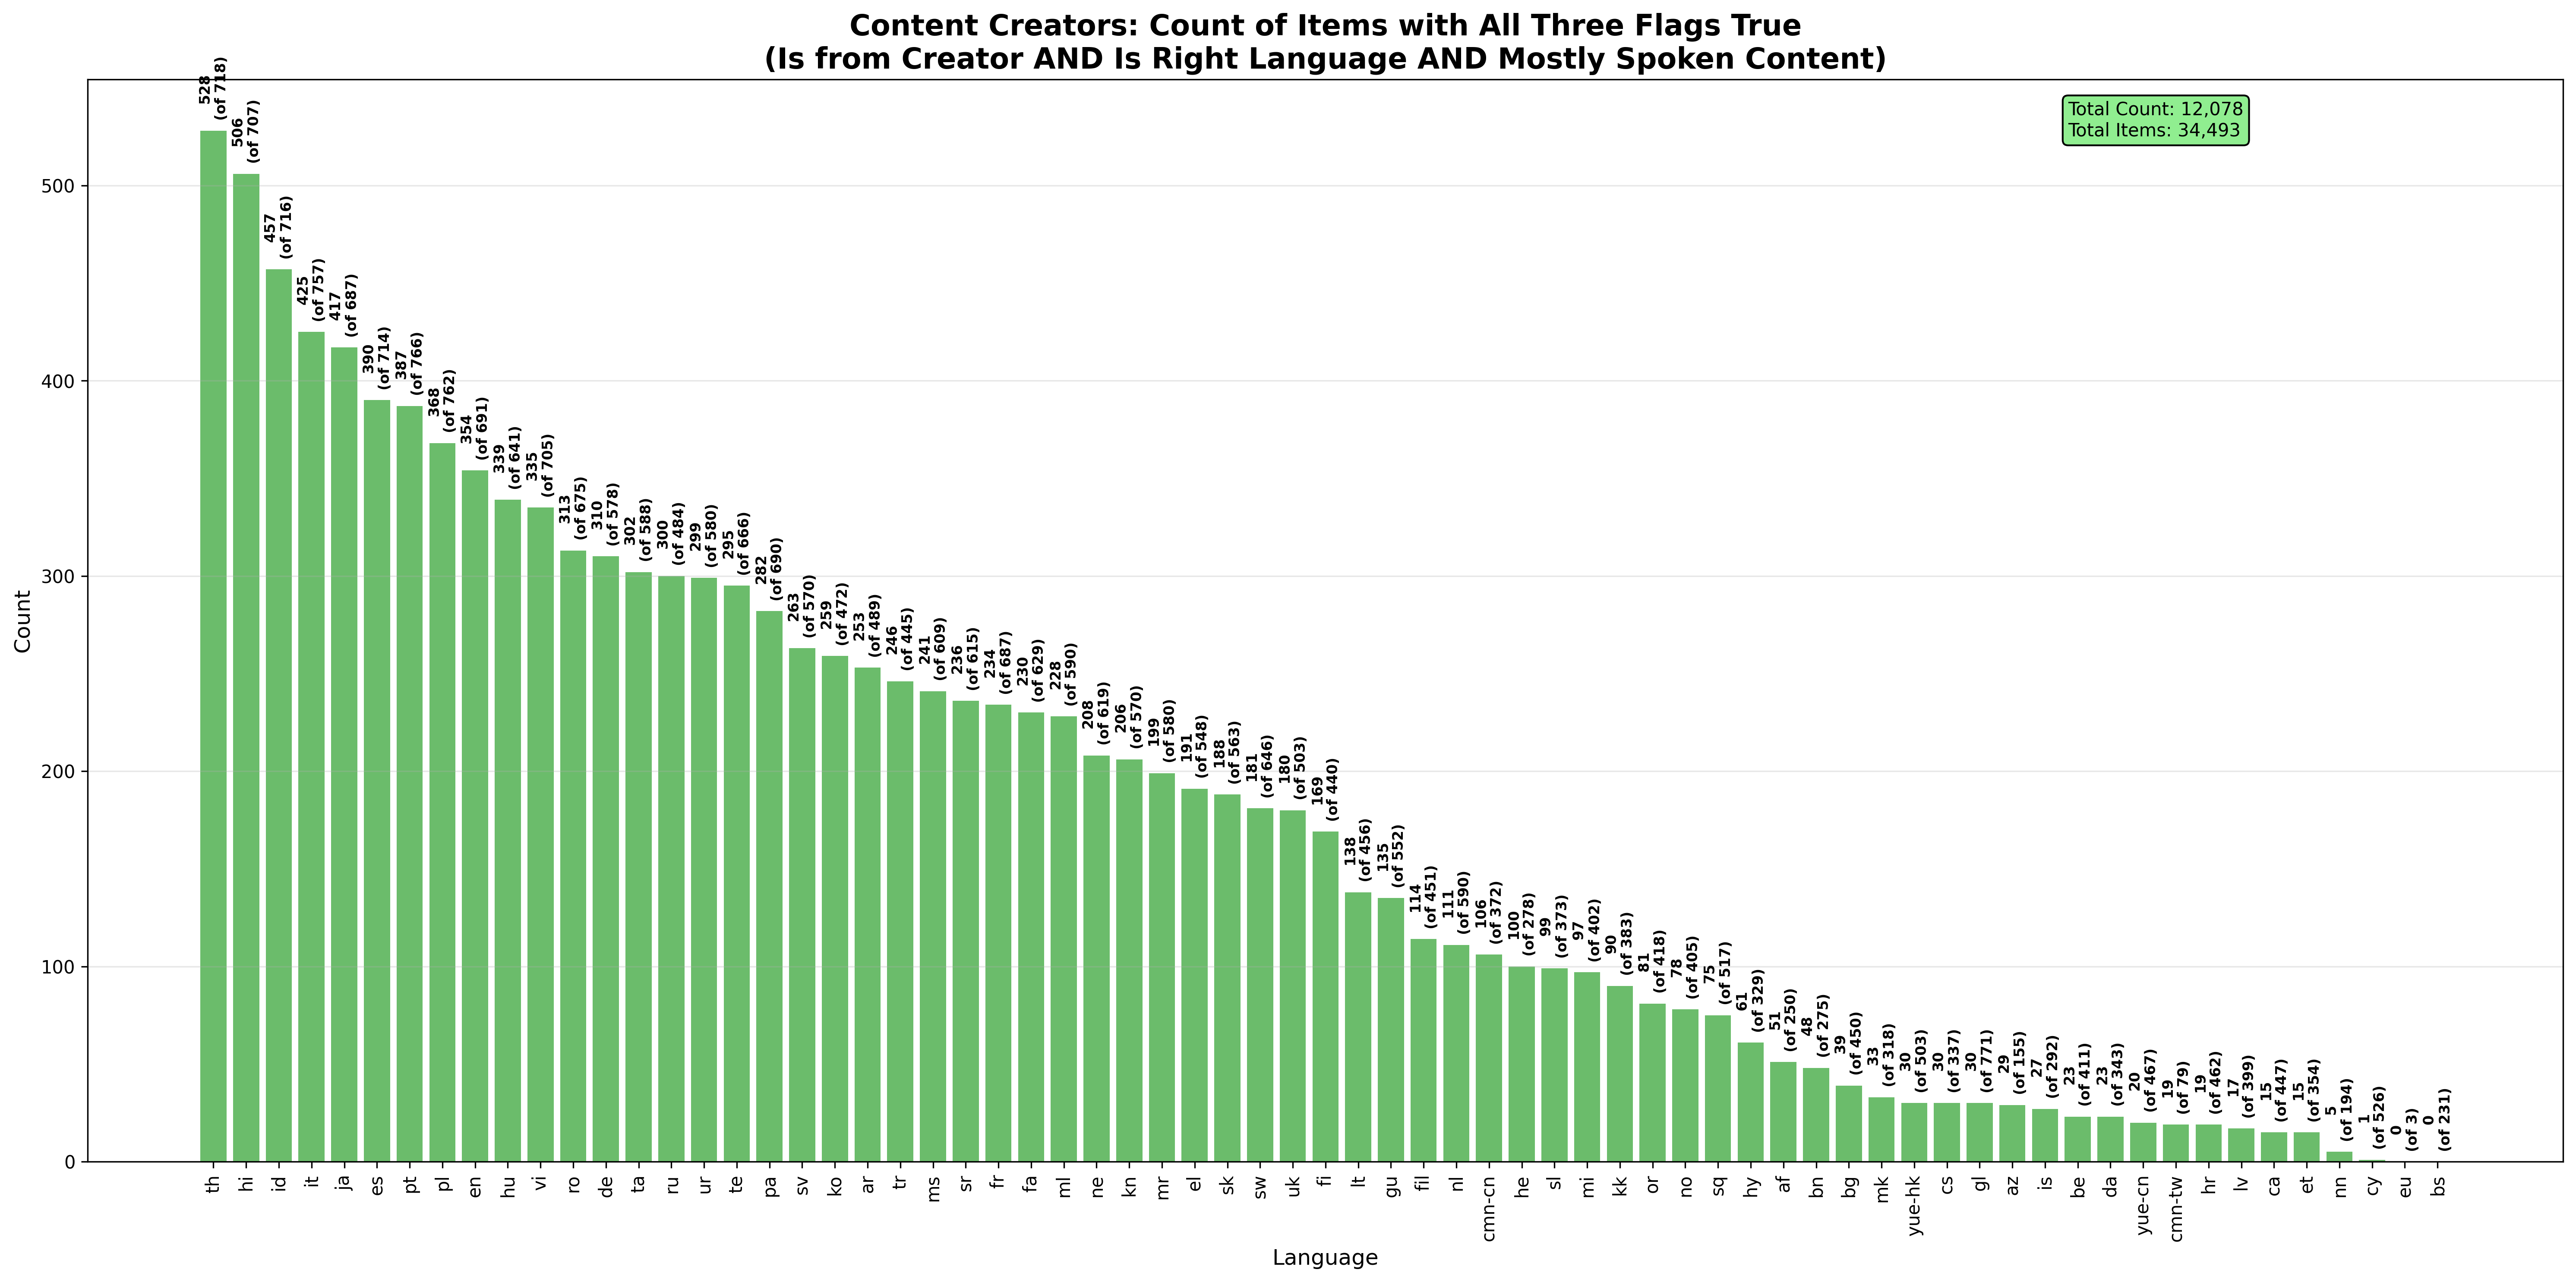 Content Creators: Count of Items with All Three Flags True
(Is from Creator AND Is Right Language AND Mostly Spoken Content)
Total Count: 12,078
Total Items: 34,493
Count
500
400
300
200
100
0
528
(of 718)
506
(of 707)
457
(of 716)
425
(of 757)
417
(of 687)
390
(of 714)
387
(of 766)
368
(of 762)
354
(of 691)
339
(of 641)
335
(of 705)
313
(of 675)
310
(of 578)
302
(of 588)
300
(of 484)
299
(of 580)
295
(of 666)
282
(of 690)
263
(of 570)
259
(of 472)
253
(of 489)
246
(of 445)
241
(of 609)
236
(of 615)
234
(of 687)
230
(of 629)
228
(of 590)
208
(of 619)
206
(of 570)
199
(of 580)
191
(of 548)
188
(of 563)
181
(of 646)
180
(of 503)
169
(of 440)
138
(of 456)
135
(of 552)
114
(of 451)
111
(of 590)
106
(of 372)
100
(of 278)
99
(of 373)
97
(of 402)
90
(of 383)
81
(of 418)
78
(of 405)
75
(of 517)
61
(of 329)
51
(of 250)
48
(of 275)
39
(of 450)
33
(of 318)
30
(of 503)
30
(of 337)
30
(of 771)
29
(of 155)
27
(of 292)
23
(of 411)
23
(of 343)
20
(of 467)
19
(of 79)
19
(of 462)
17
(of 399)
15
(of 447)
15
(of 354)
5
(of 194)
1
(of 526)
0
(of 3)
0
(of 231)
th
hi
id
it
ja
es
pt
pl
en
hu
vi
ro
de
ta
ru
ur
te
pa
sv
ko
ar
tr
ms
sr
fr
fa
ml
ne
kn
mr
el
sk
sw
uk
fi
lt
gu
fil
nl
cmn-cn
he
sl
mi
kk
or
no
sq
hy
af
bn
bg
mk
yue-hk
cs
gl
az
is
be
da
yue-cn
cmn-tw
hr
lv
ca
et
nn
cy
eu
bs
Language